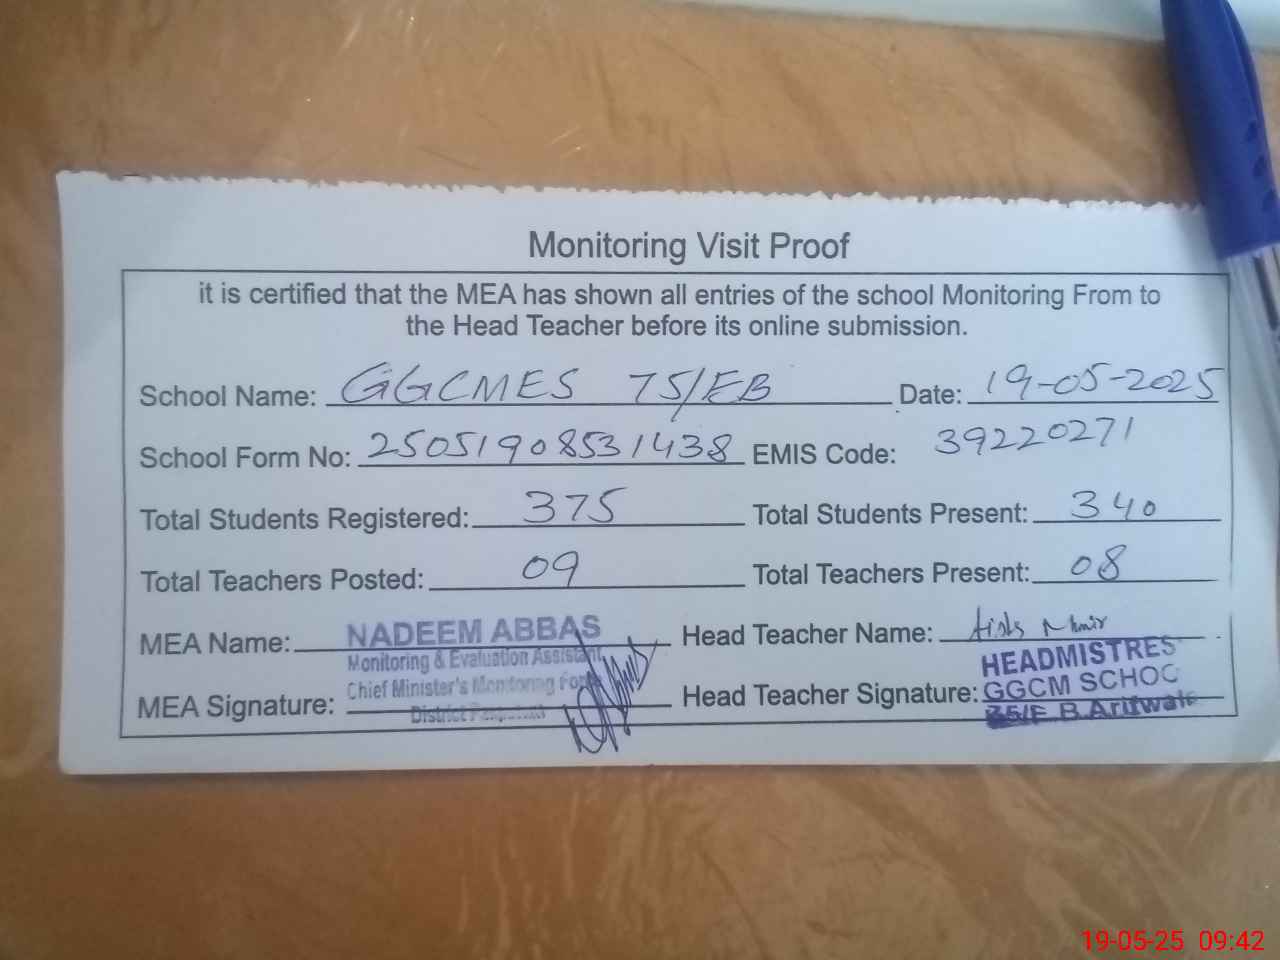 Monitoring Visit Proof
it is certified that the MEA has shown all entries of the school Monitoring From to
the Head Teacher before its online submission.
School Name: GGCMES 75/EB Date: 19-05-2025
School Form No: 25051908531438 EMIS Code: 39220271
Total Students Registered: 375 Total Students Present: 340
Total Teachers Posted: 09 Total Teachers Present: 08
MEA Name: NADEEM ABBAS Head Teacher Name:
Monitoring & Evaluation Assistant
Chief Minister's Monitoring Force
District
MEA Signature: Head Teacher Signature:
HEADMISTRES
GGCM SCHOO
75/E B Arifwala
19-05-25 09:42